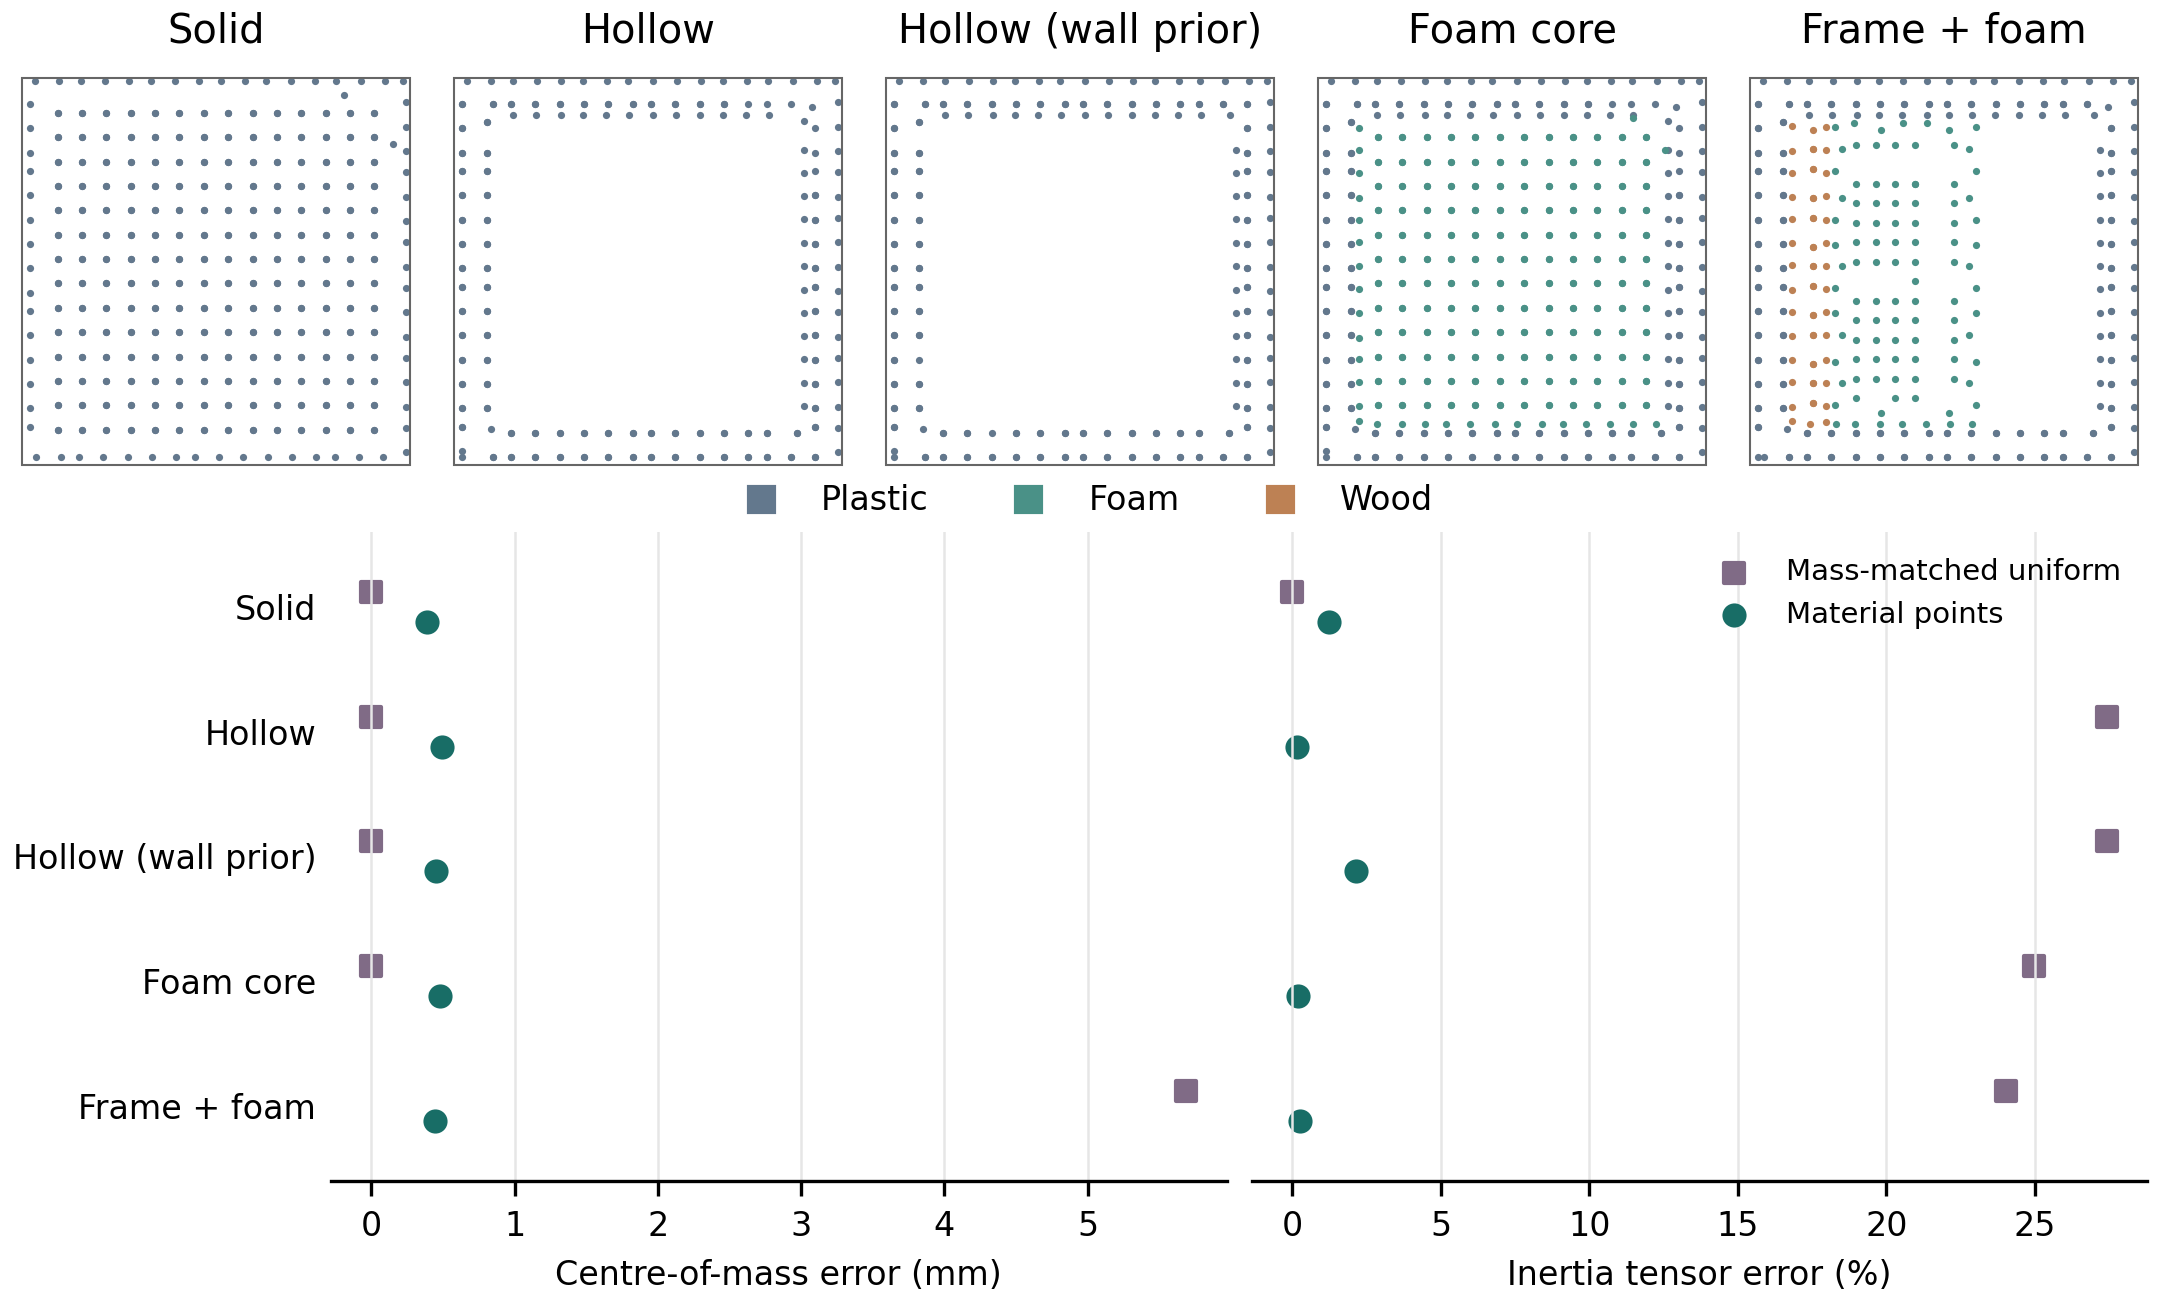 Solid
Hollow
Hollow (wall prior)
Foam core
Frame + foam
Plastic
Foam
Wood
Solid
Hollow
Hollow (wall prior)
Foam core
Frame + foam
0 1 2 3 4 5
Centre-of-mass error (mm)
Mass-matched uniform
Material points
0 5 10 15 20 25
Inertia tensor error (%)